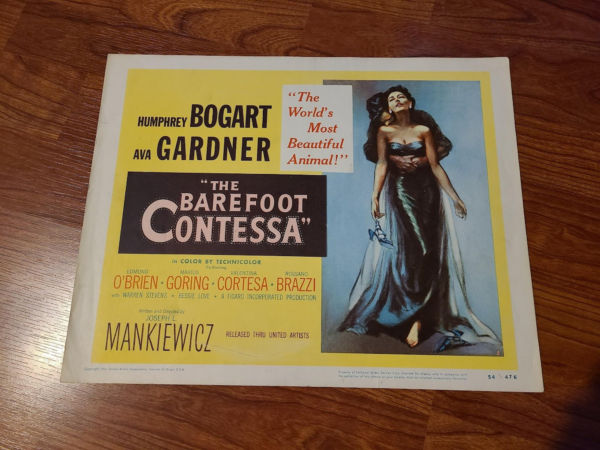 HUMPHREY BOGART
AVA GARDNER
"The
World's
Most
Beautiful
Animal!"
"THE
BAREFOOT
CONTESSA"
in COLOR BY TECHNICOLOR
EDMOND MARIUS VALENTINA ROSSANO
O'BRIEN · GORING · CORTESA · BRAZZI
with WARREN STEVENS · BESSIE LOVE · A FIGARO INCORPORATED PRODUCTION
Written and Directed by
JOSEPH L.
MANKIEWICZ
RELEASED THRU UNITED ARTISTS
54 476